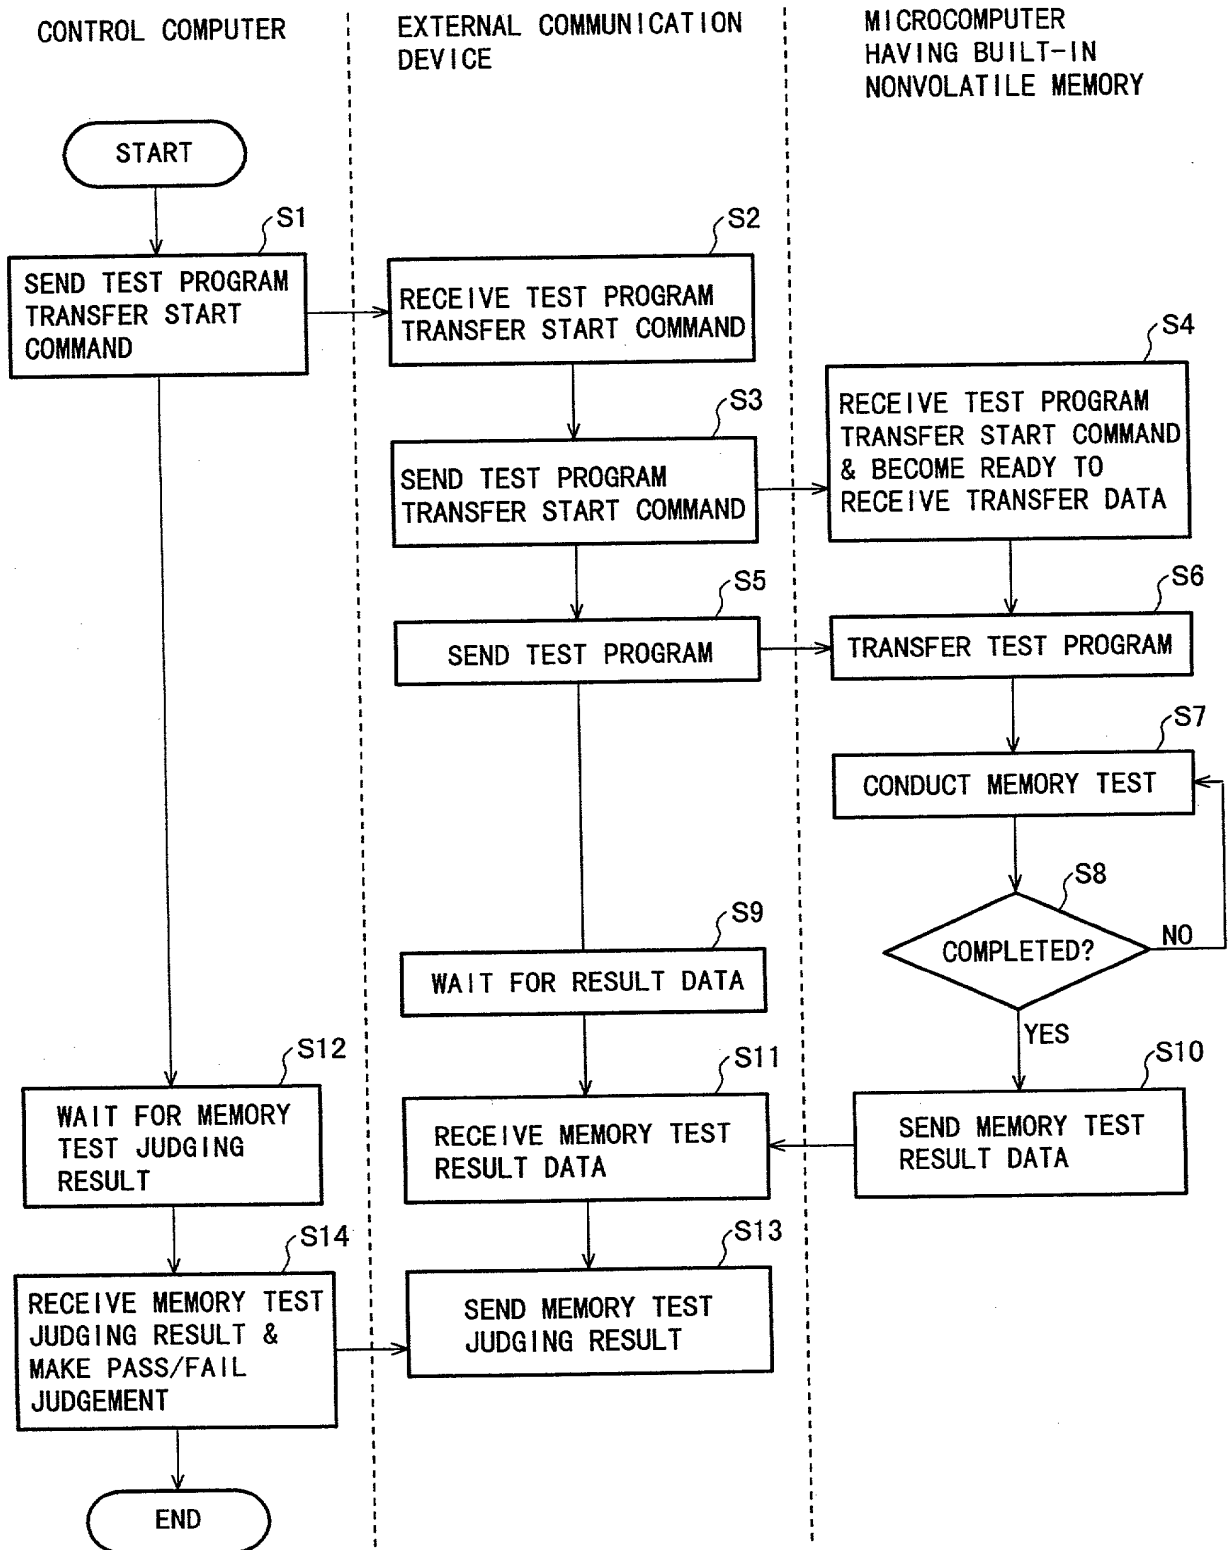 CONTROL COMPUTER
EXTERNAL COMMUNICATION
DEVICE
MICROCOMPUTER
HAVING BUILT-IN
NONVOLATILE MEMORY
START
S1
SEND TEST PROGRAM
TRANSFER START
COMMAND
S2
RECEIVE TEST PROGRAM
TRANSFER START COMMAND
S3
SEND TEST PROGRAM
TRANSFER START COMMAND
S4
RECEIVE TEST PROGRAM
TRANSFER START COMMAND
& BECOME READY TO
RECEIVE TRANSFER DATA
S5
SEND TEST PROGRAM
S6
TRANSFER TEST PROGRAM
S7
CONDUCT MEMORY TEST
S8
COMPLETED?
NO
YES
S9
WAIT FOR RESULT DATA
S10
SEND MEMORY TEST
RESULT DATA
S11
RECEIVE MEMORY TEST
RESULT DATA
S12
WAIT FOR MEMORY
TEST JUDGING
RESULT
S13
SEND MEMORY TEST
JUDGING RESULT
S14
RECEIVE MEMORY TEST
JUDGING RESULT &
MAKE PASS/FAIL
JUDGEMENT
END